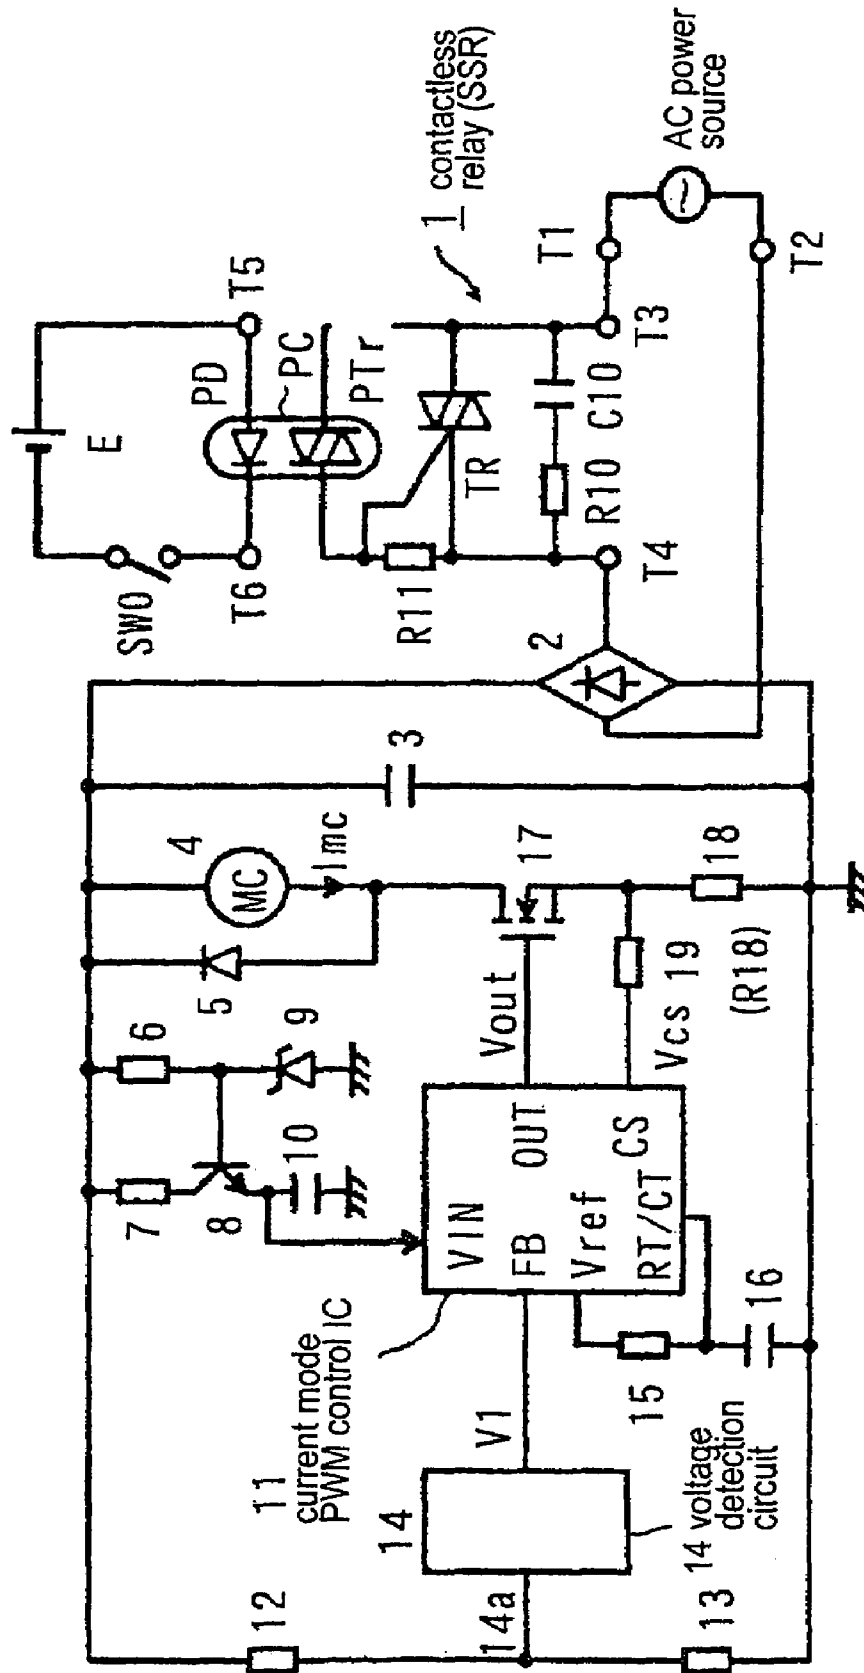 1 contactless
relay (SSR)
AC power
source
T1
T2
T3
T4
T5
T6
E
SW0
PD
PC
PTr
TR
R11
R10
C10
2
3
4
MC
Imc
5
6
7
8
9
10
11
current mode
PWM control IC
VIN
FB
OUT
Vref
CS
RT/CT
Vout
Vcs
17
18
(R18)
19
12
13
14
14a
V1
14 voltage
detection
circuit
15
16